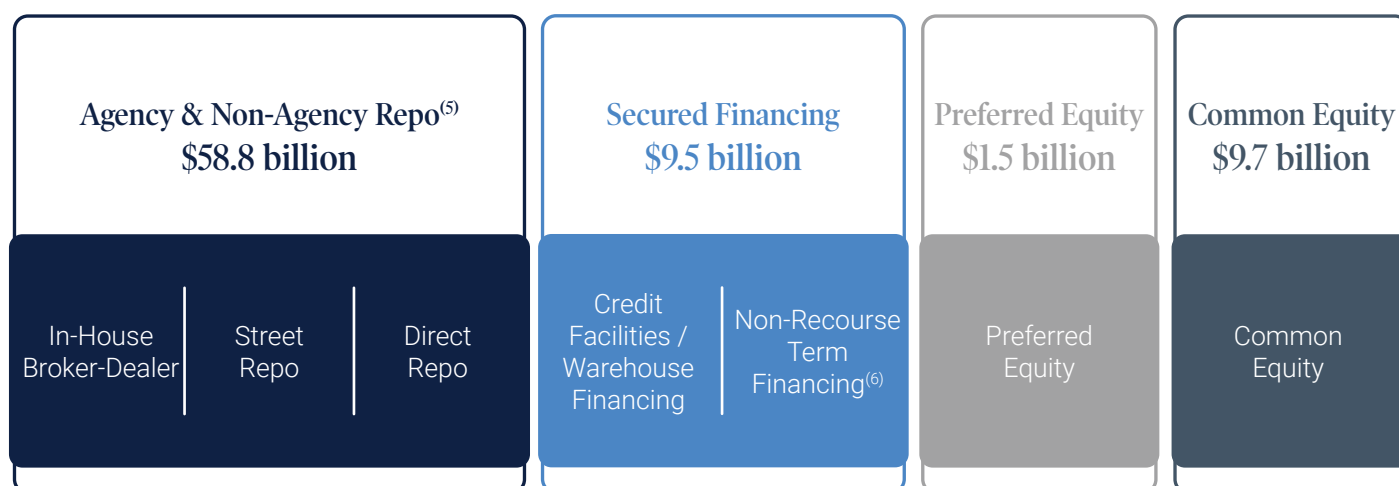 Agency & Non-Agency Repo(5)
$58.8 billion
Secured Financing
$9.5 billion
Preferred Equity
$1.5 billion
Common Equity
$9.7 billion
In-House
Broker-Dealer
Street
Repo
Direct
Repo
Credit
Facilities /
Warehouse
Financing
Non-Recourse
Term
Financing(6)
Preferred
Equity
Common
Equity